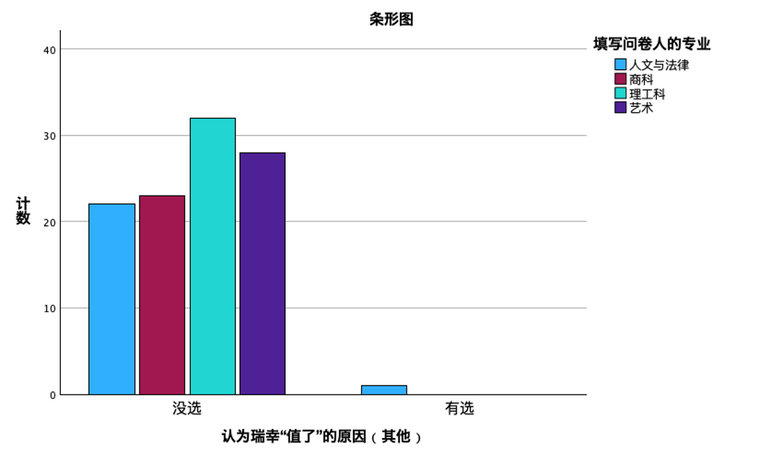 条形图
填写问卷人的专业
人文与法律
商科
理工科
艺术
计数
40
30
20
10
0
没选
有选
认为瑞幸“值了”的原因（其他）